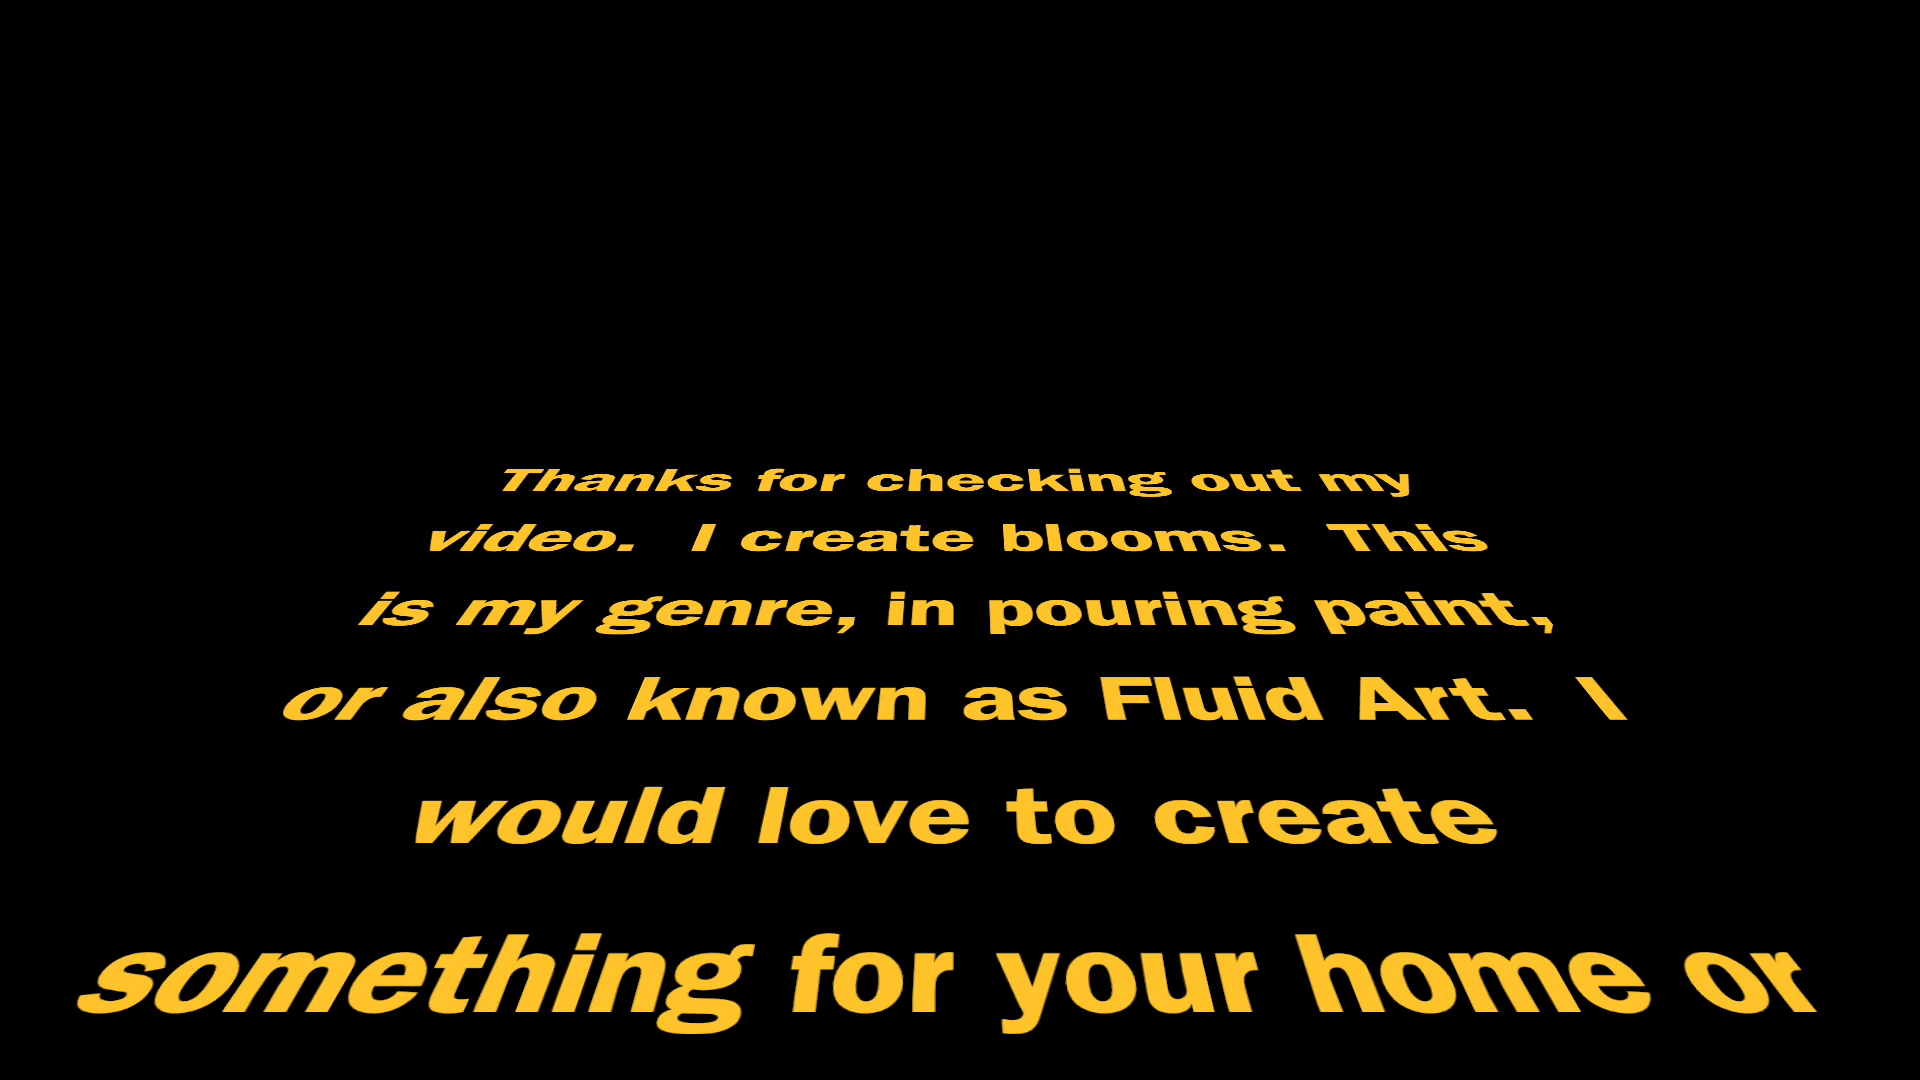 Thanks for checking out my
video.  I create blooms.  This
is my genre, in pouring paint,
or also known as Fluid Art.  I
would love to create
something for your home or